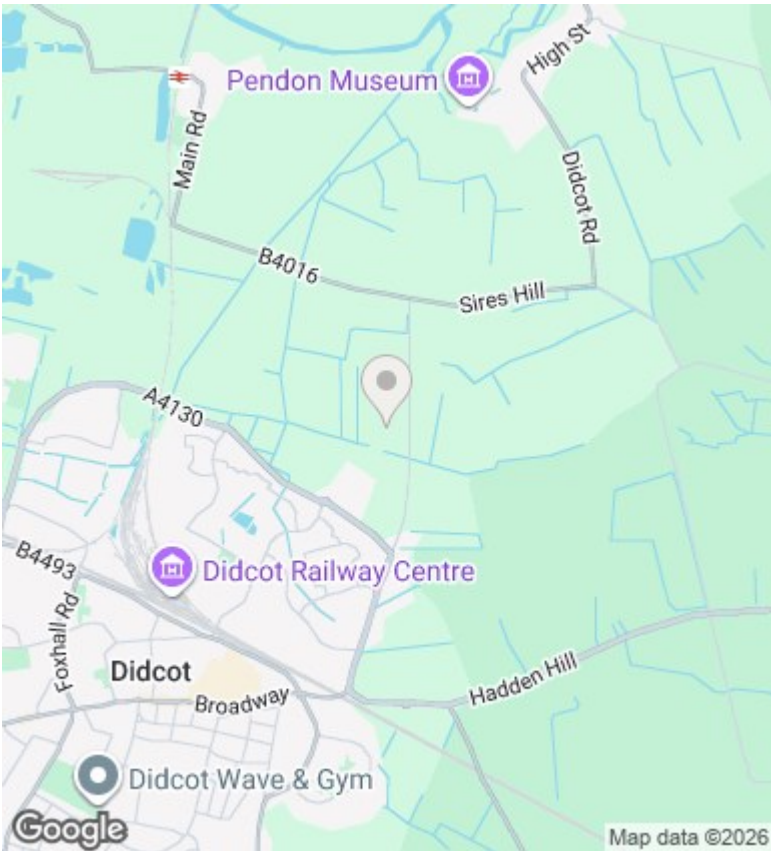 High St
Pendon Museum
Main Rd
Didcot Rd
B4016
Sires Hill
A4130
B4493
Didcot Railway Centre
Foxhall Rd
Didcot
Hadden Hill
Broadway
Didcot Wave & Gym
Google
Map data ©2026